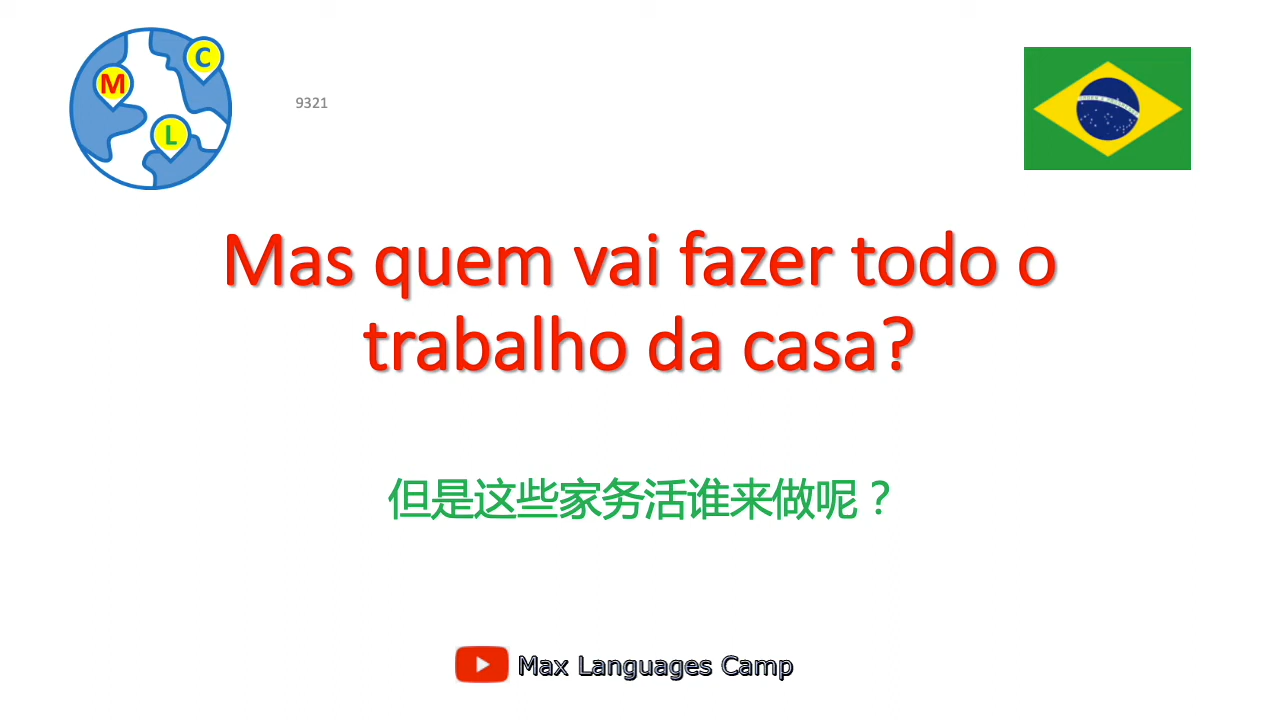 M
C
L
9321
Mas quem vai fazer todo o
trabalho da casa?
但是这些家务活谁来做呢？
Max Languages Camp